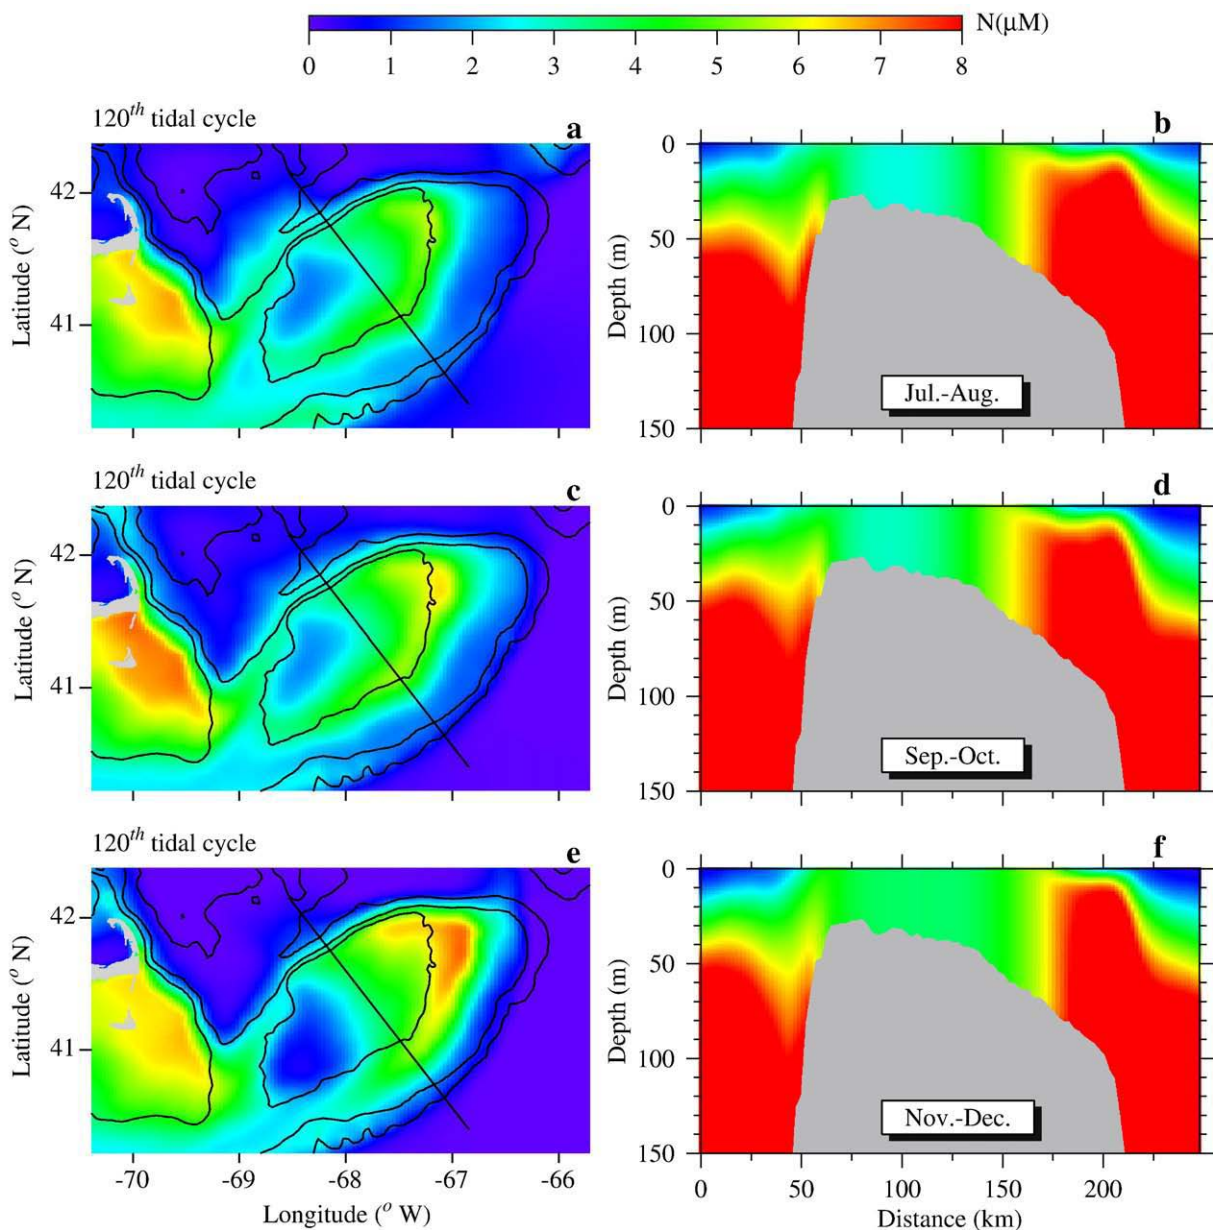 N(μM)
0 1 2 3 4 5 6 7 8
120th tidal cycle
a
42
41
Latitude (o N)
b
0
50
100
150
Depth (m)
Jul.-Aug.
120th tidal cycle
c
42
41
Latitude (o N)
d
0
50
100
150
Depth (m)
Sep.-Oct.
120th tidal cycle
e
42
41
Latitude (o N)
-70 -69 -68 -67 -66
Longitude (o W)
f
0
50
100
150
Depth (m)
Nov.-Dec.
0 50 100 150 200
Distance (km)